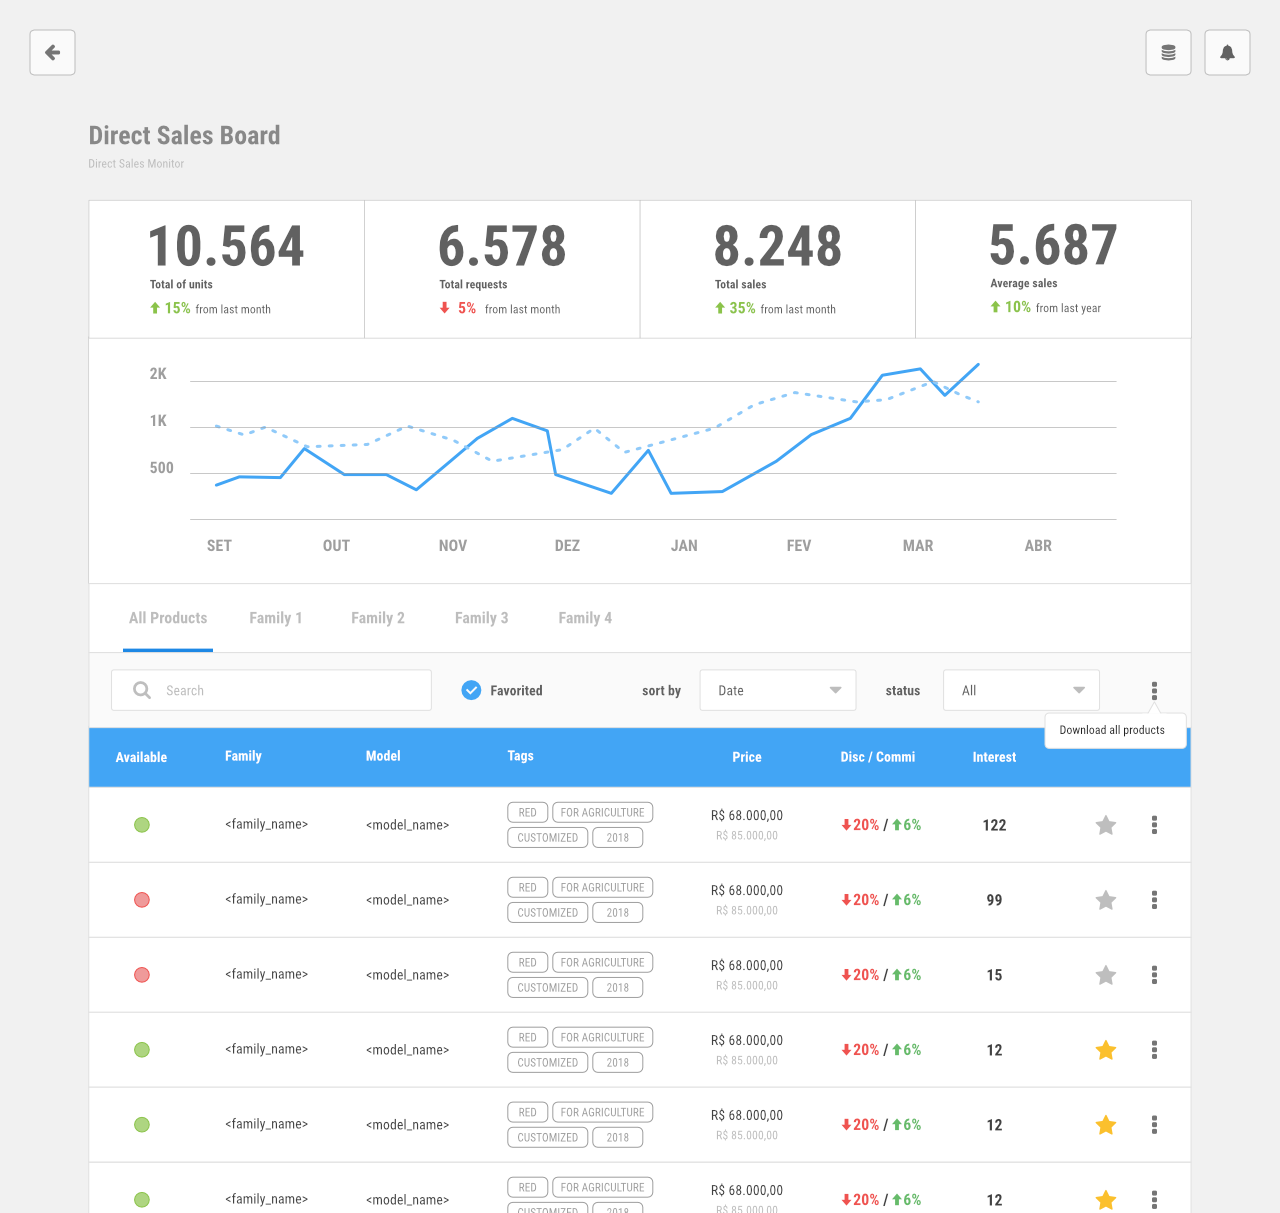 Direct Sales Board
Direct Sales Monitor
10.564
Total of units
15% from last month
6.578
Total requests
5% from last month
8.248
Total sales
35% from last month
5.687
Average sales
10% from last year
2K
1K
500
SET OUT NOV DEZ JAN FEV MAR ABR
All Products Family 1 Family 2 Family 3 Family 4
Search Favorited sort by Date status All
Download all products
Available Family Model Tags Price Disc / Commi Interest
<family_name> <model_name> RED FOR AGRICULTURE R$ 68.000,00 20% / 6% 122
CUSTOMIZED 2018 R$ 85.000,00
<family_name> <model_name> RED FOR AGRICULTURE R$ 68.000,00 20% / 6% 99
CUSTOMIZED 2018 R$ 85.000,00
<family_name> <model_name> RED FOR AGRICULTURE R$ 68.000,00 20% / 6% 15
CUSTOMIZED 2018 R$ 85.000,00
<family_name> <model_name> RED FOR AGRICULTURE R$ 68.000,00 20% / 6% 12
CUSTOMIZED 2018 R$ 85.000,00
<family_name> <model_name> RED FOR AGRICULTURE R$ 68.000,00 20% / 6% 12
CUSTOMIZED 2018 R$ 85.000,00
<family_name> <model_name> RED FOR AGRICULTURE R$ 68.000,00 20% / 6% 12
CUSTOMIZED 2018 R$ 85.000,00